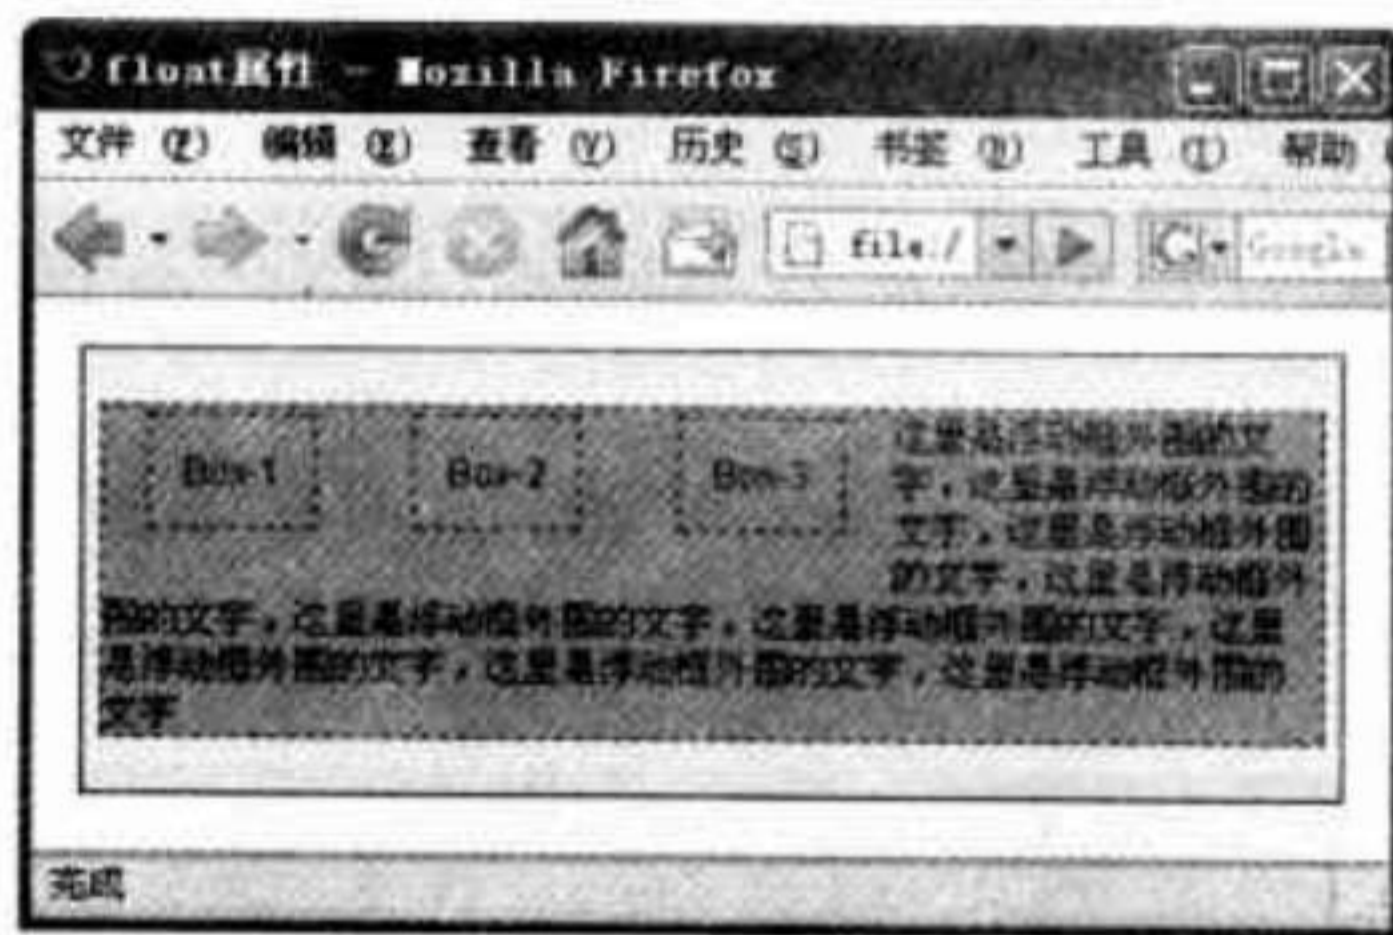 float属性 - Mozilla Firefox
文件(F) 编辑(E) 查看(V) 历史(S) 书签(B) 工具(T) 帮助
file:/ Google
Box-1 Box-2 Box-3
这里是浮动框外围的文
字，这里是浮动框外围的
文字，这里是浮动框外围
的文字，这里是浮动框外
围的文字，这里是浮动框外围的文字，这里是浮动框外围的文字，这里
是浮动框外围的文字，这里是浮动框外围的文字，这里是浮动框外围的
文字
完成